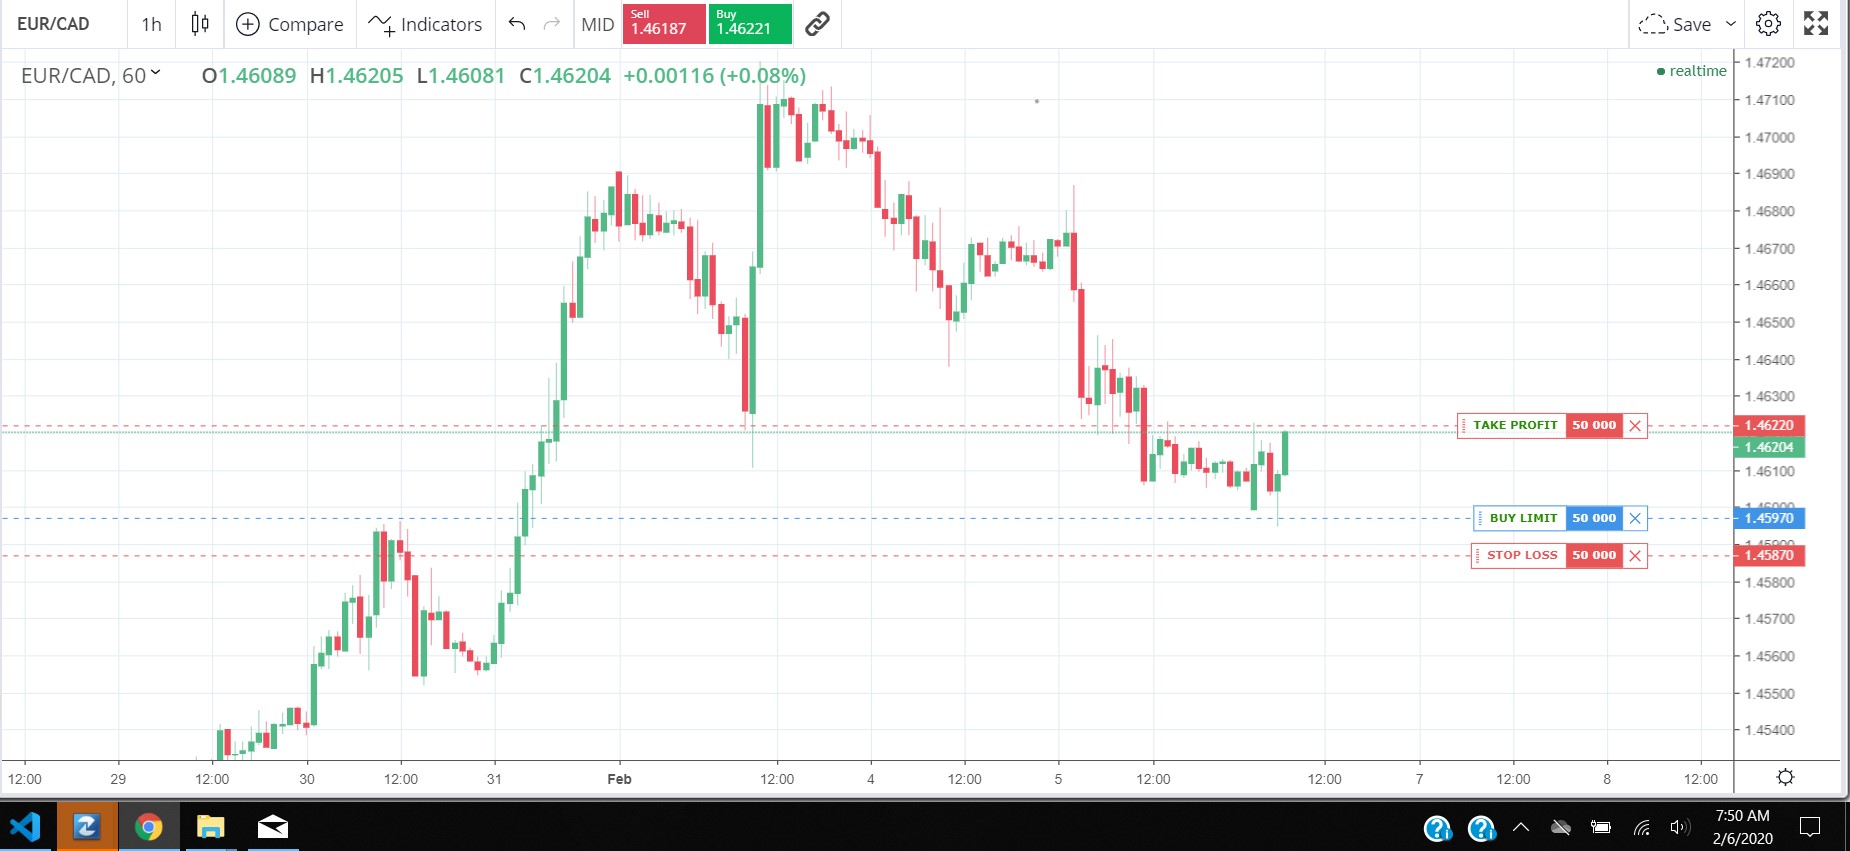 EUR/CAD 1h Compare Indicators MID Sell 1.46187 Buy 1.46221 Save
EUR/CAD, 60 O1.46089 H1.46205 L1.46081 C1.46204 +0.00116 (+0.08%)
realtime
1.47200
1.47100
1.47000
1.46900
1.46800
1.46700
1.46600
1.46500
1.46400
1.46300
TAKE PROFIT 50 000 1.46220
1.46204
1.46100
1.46000
BUY LIMIT 50 000 1.45970
1.45900
STOP LOSS 50 000 1.45870
1.45800
1.45700
1.45600
1.45500
1.45400
12:00 29 12:00 30 12:00 31 Feb 12:00 4 12:00 5 12:00 12:00 7 12:00 8 12:00
7:50 AM
2/6/2020